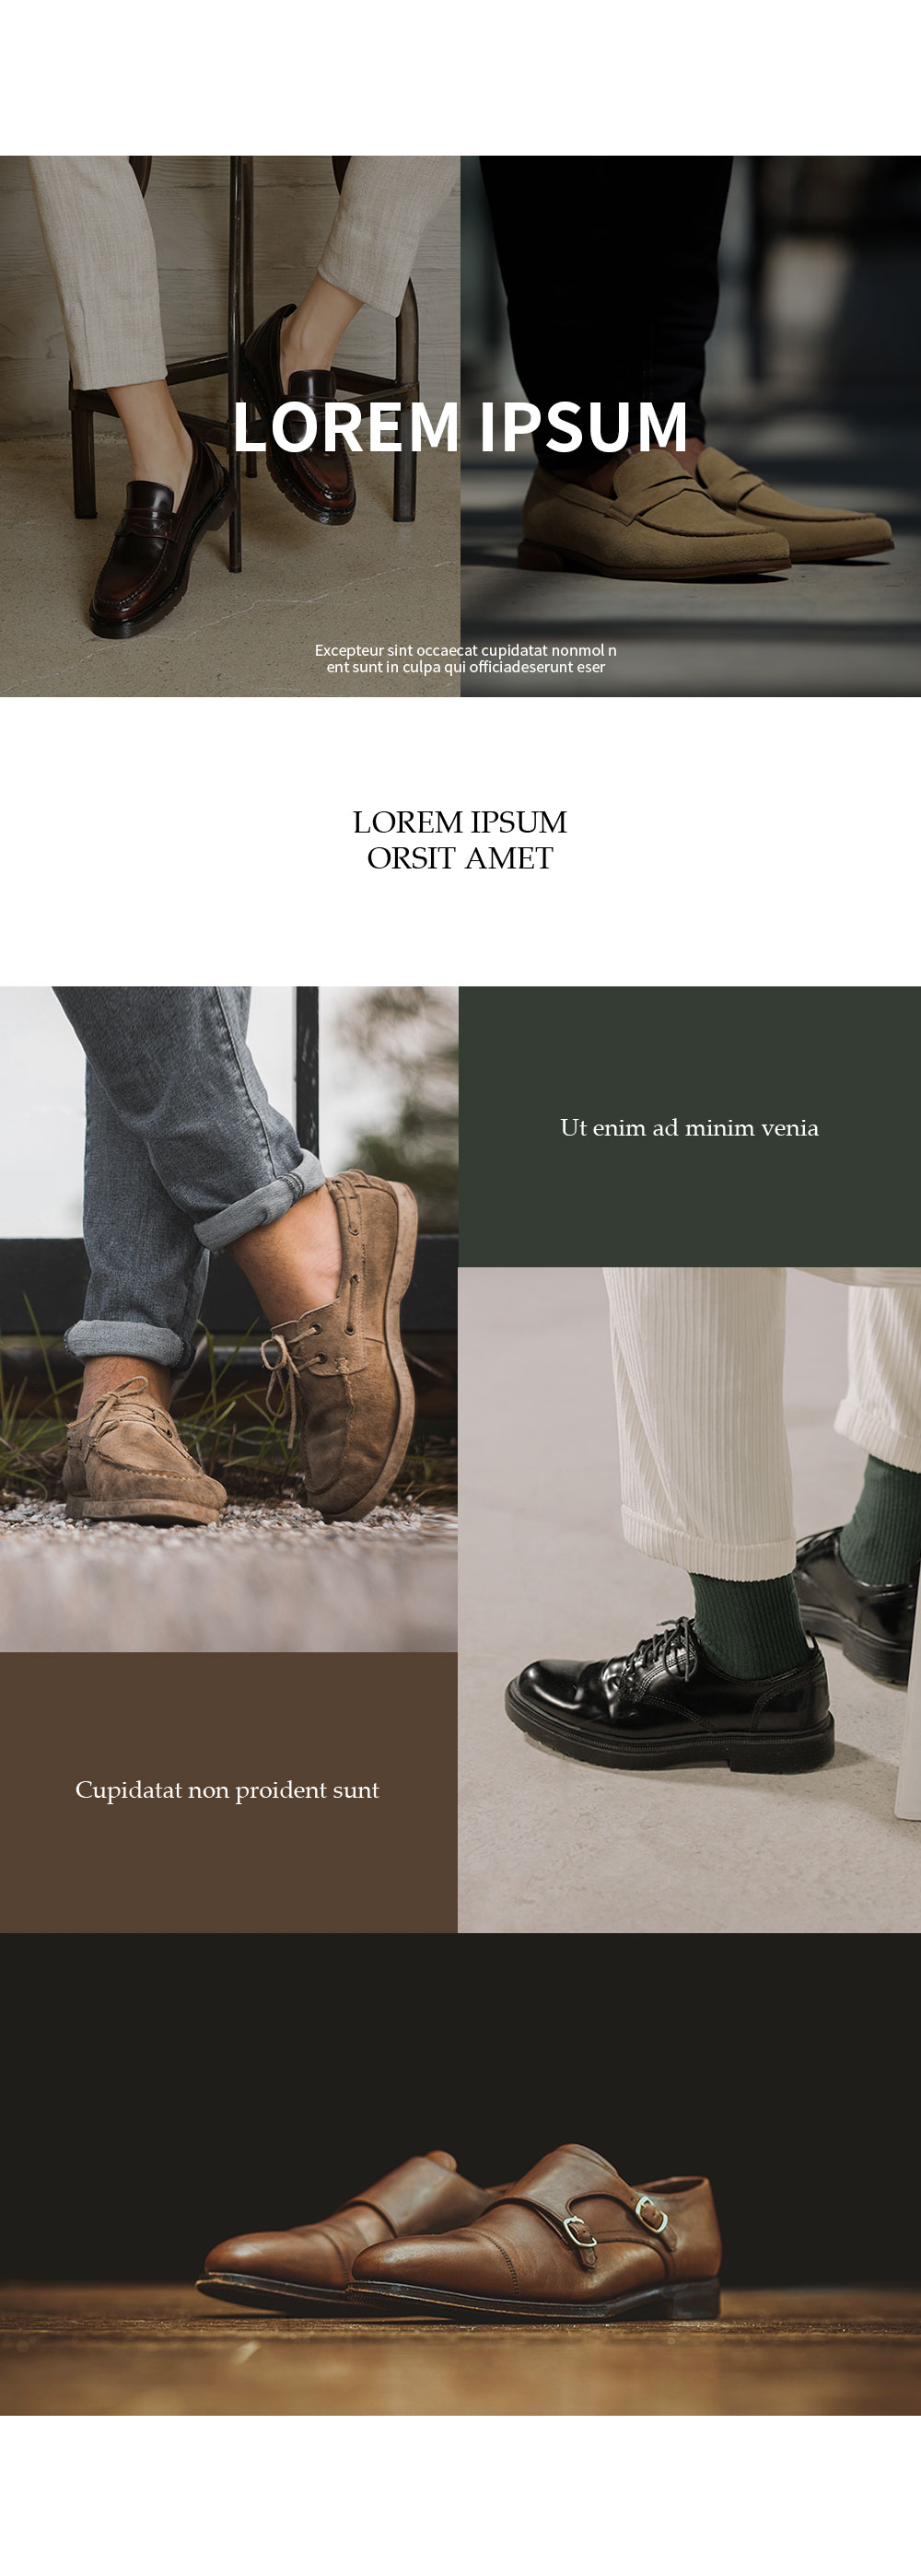 LOREM IPSUM
Excepteur sint occaecat cupidatat nonmol n
ent sunt in culpa qui officiadeserunt eser
LOREM IPSUM
ORSIT AMET
Ut enim ad minim venia
Cupidatat non proident sunt